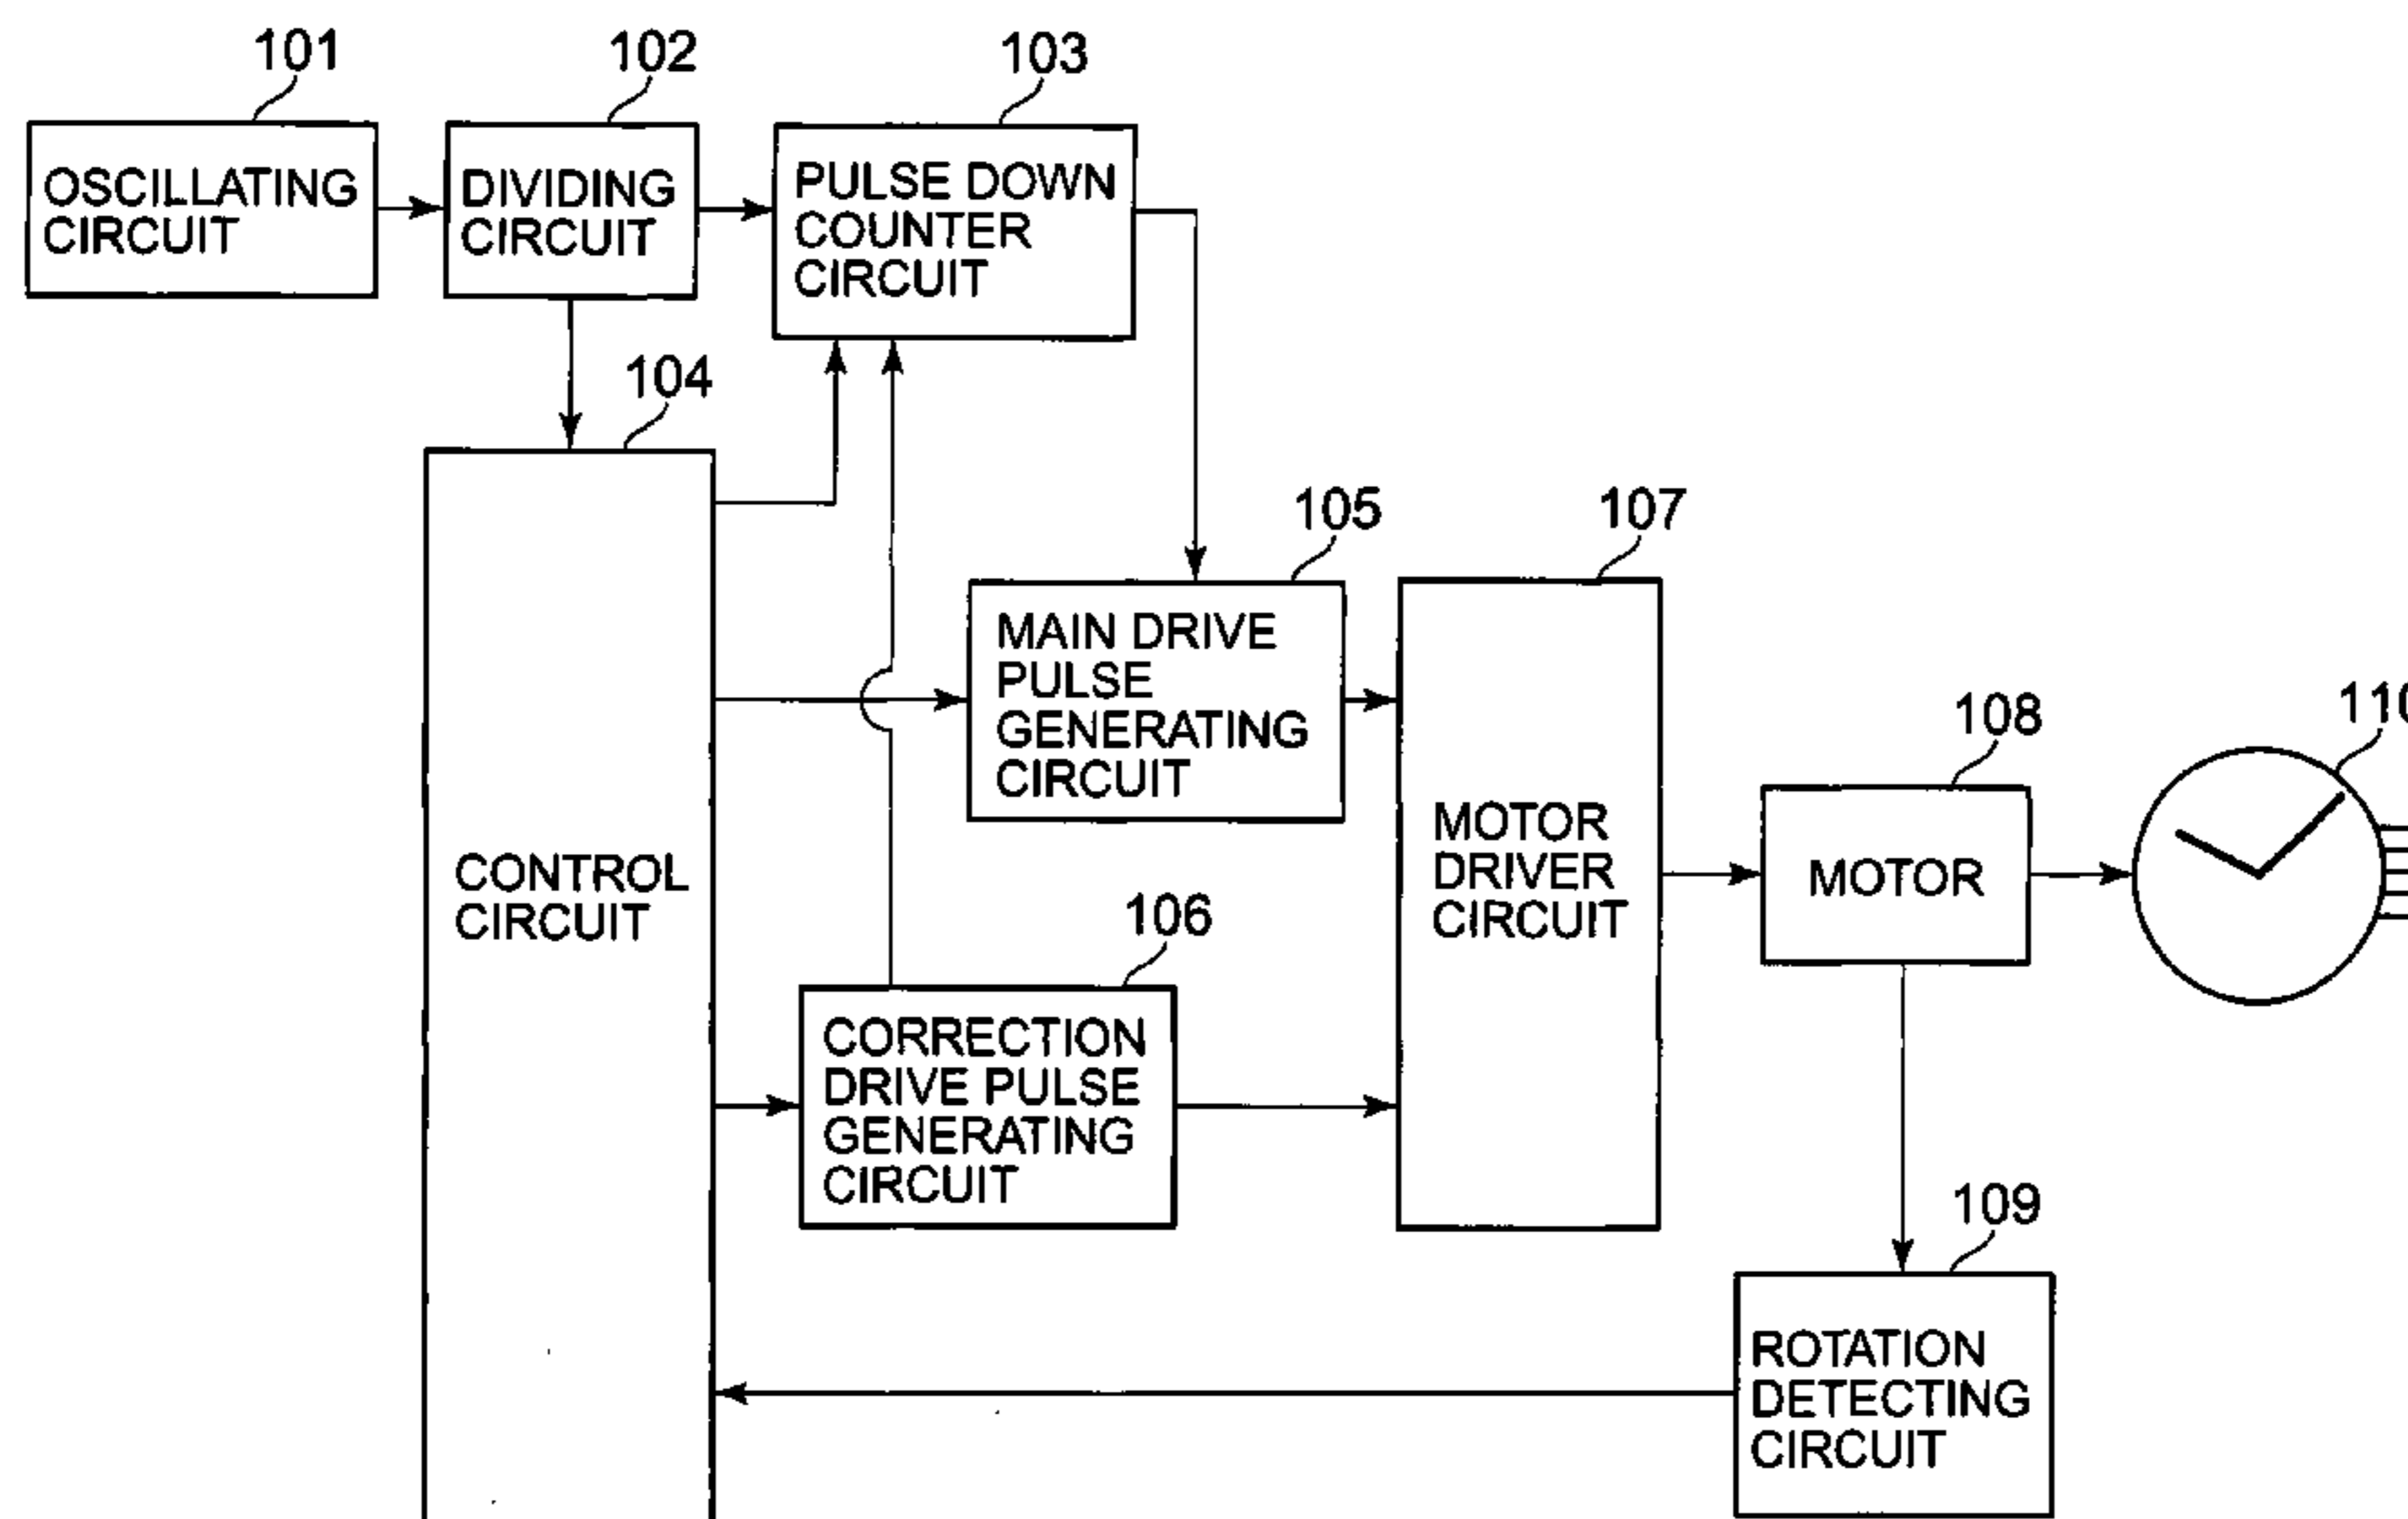 101
102
103
OSCILLATING
CIRCUIT
DIVIDING
CIRCUIT
PULSE DOWN
COUNTER
CIRCUIT
104
105
107
MAIN DRIVE
PULSE
GENERATING
CIRCUIT
108
110
CONTROL
CIRCUIT
MOTOR
DRIVER
CIRCUIT
MOTOR
106
CORRECTION
DRIVE PULSE
GENERATING
CIRCUIT
109
ROTATION
DETECTING
CIRCUIT